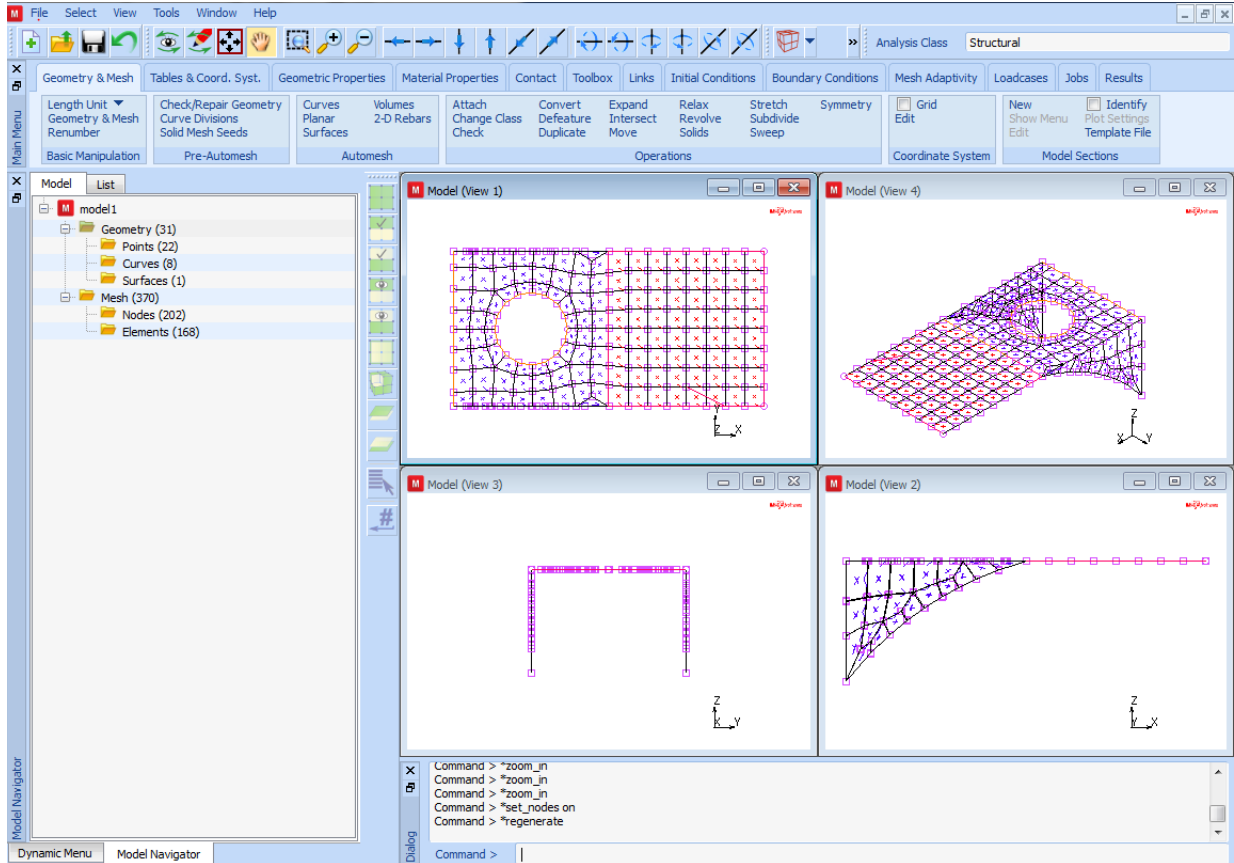 File Select View Tools Window Help
Analysis Class Structural
Geometry & Mesh Tables & Coord. Syst. Geometric Properties Material Properties Contact Toolbox Links Initial Conditions Boundary Conditions Mesh Adaptivity Loadcases Jobs Results
Main Menu
Length Unit Check/Repair Geometry Curves Volumes Attach Convert Expand Relax Stretch Symmetry Grid New Identify
Geometry & Mesh Curve Divisions Planar 2-D Rebars Change Class Defeature Intersect Revolve Subdivide Edit Show Menu Plot Settings
Renumber Solid Mesh Seeds Surfaces Check Duplicate Move Solids Sweep Edit Template File
Basic Manipulation Pre-Automesh Automesh Operations Coordinate System Model Sections
Model List
M model1
Geometry (31)
Points (22)
Curves (8)
Surfaces (1)
Mesh (370)
Nodes (202)
Elements (168)
M Model (View 1)
Y
Z X
M Model (View 4)
Z
X Y
M Model (View 3)
Z
X Y
M Model (View 2)
Z
Y X
Model Navigator
Dialog
Command > *zoom_in
Command > *zoom_in
Command > *zoom_in
Command > *set_nodes on
Command > *regenerate
Command >
Dynamic Menu Model Navigator